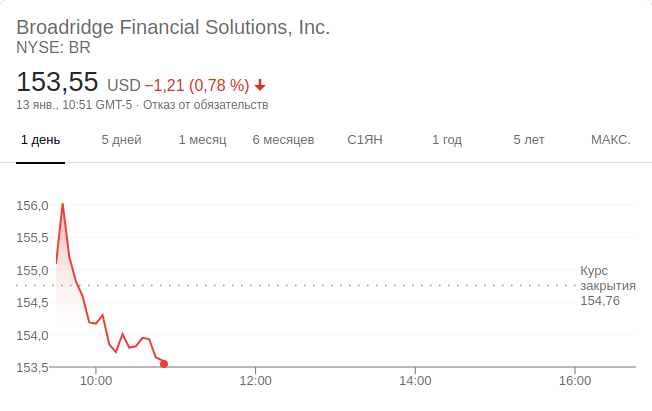 Broadridge Financial Solutions, Inc.
NYSE: BR
153,55 USD −1,21 (0,78 %)
13 янв., 10:51 GMT-5 · Отказ от обязательств
1 день 5 дней 1 месяц 6 месяцев С1ЯН 1 год 5 лет МАКС.
156,0
155,5
155,0
154,5
154,0
153,5
Курс
закрытия
154,76
10:00 12:00 14:00 16:00